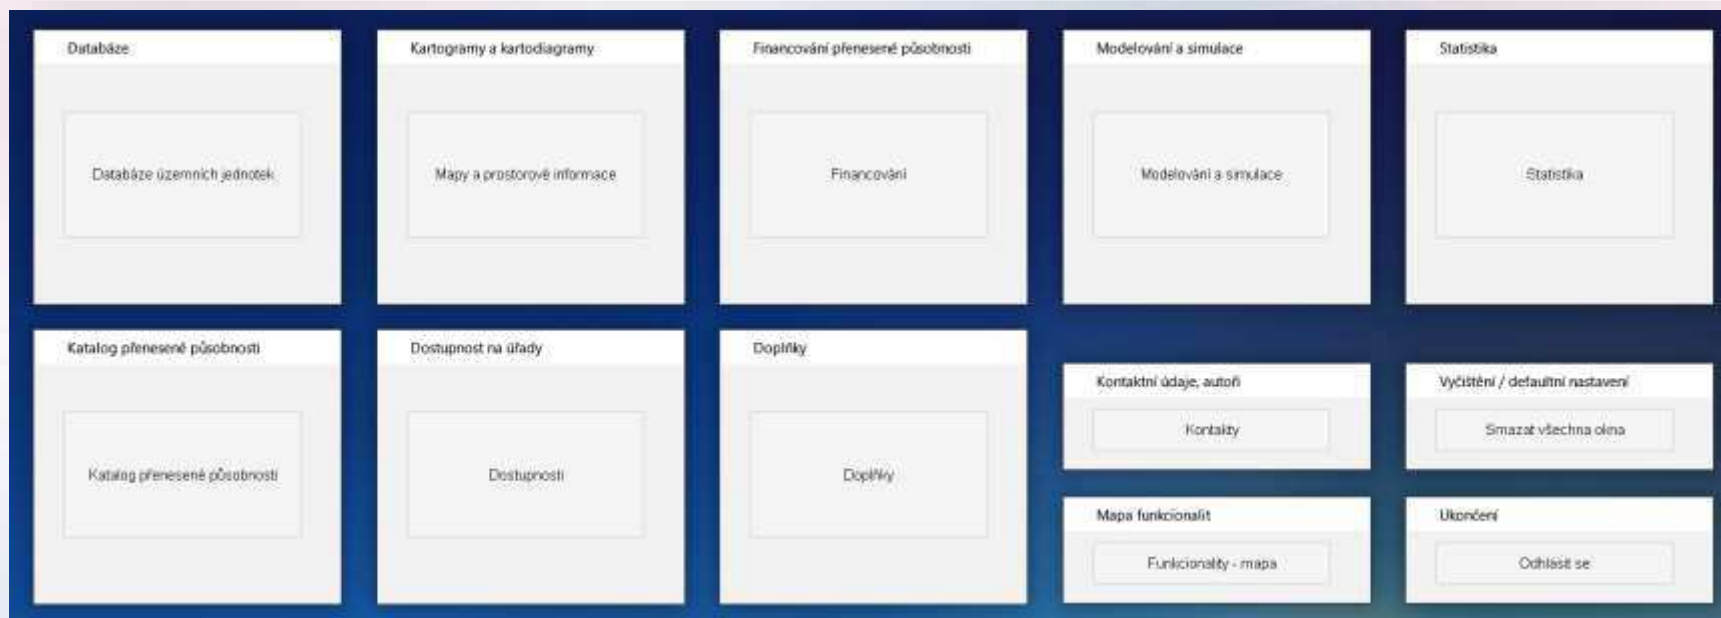 Databáze
Kartogramy a kartodiagramy
Financování přenesené působnosti
Modelování a simulace
Statistika
Databáze územních jednotek
Mapy a prostorové informace
Financování
Modelování a simulace
Statistika
Katalog přenesené působnosti
Dostupnost na úřady
Doplňky
Kontaktní údaje, autoři
Vyčištění / defaultní nastavení
Kontakty
Smazat všechna okna
Katalog přenesené působnosti
Dostupnosti
Doplňky
Mapa funkcionalit
Ukončení
Funkcionality - mapa
Odhlásit se